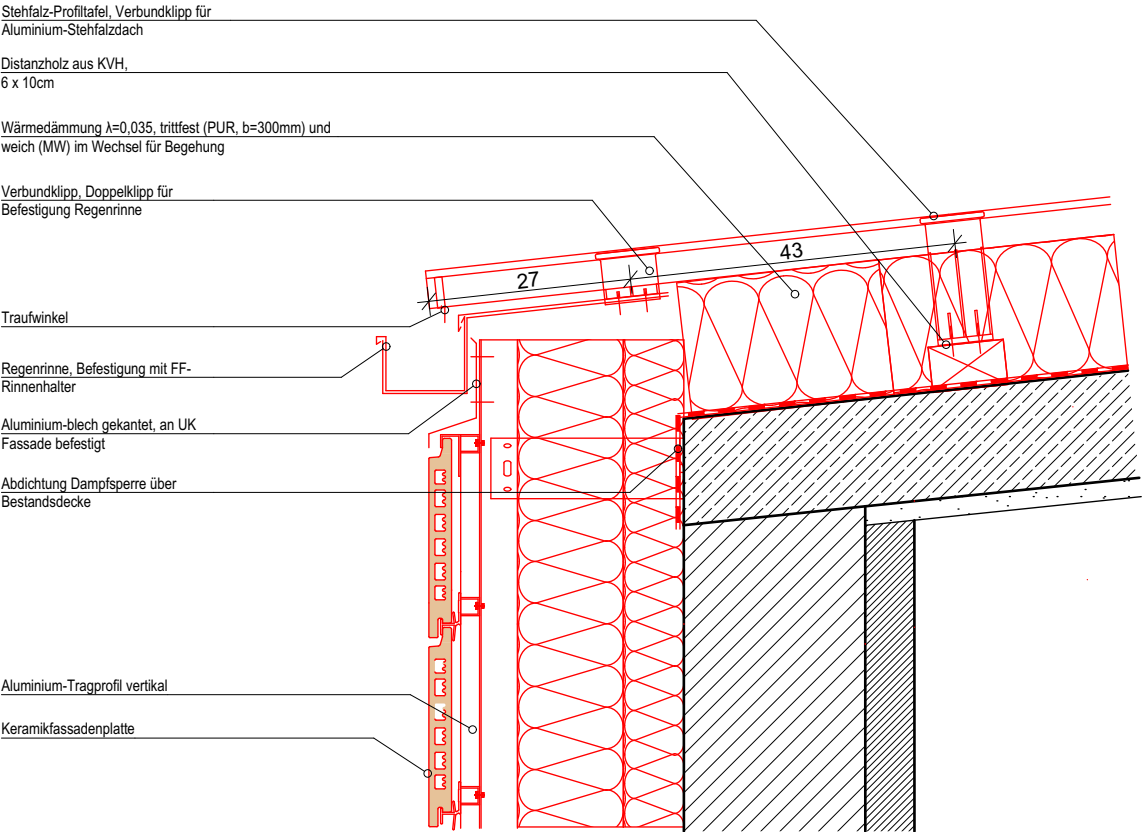 Stehfalz-Profiltafel, Verbundklipp für
Aluminium-Stehfalzdach
Distanzholz aus KVH,
6 x 10cm
Wärmedämmung λ=0,035, trittfest (PUR, b=300mm) und
weich (MW) im Wechsel für Begehung
Verbundklipp, Doppelklipp für
Befestigung Regenrinne
27
43
Traufwinkel
Regenrinne, Befestigung mit FF-
Rinnenhalter
Aluminium-blech gekantet, an UK
Fassade befestigt
Abdichtung Dampfsperre über
Bestandsdecke
Aluminium-Tragprofil vertikal
Keramikfassadenplatte